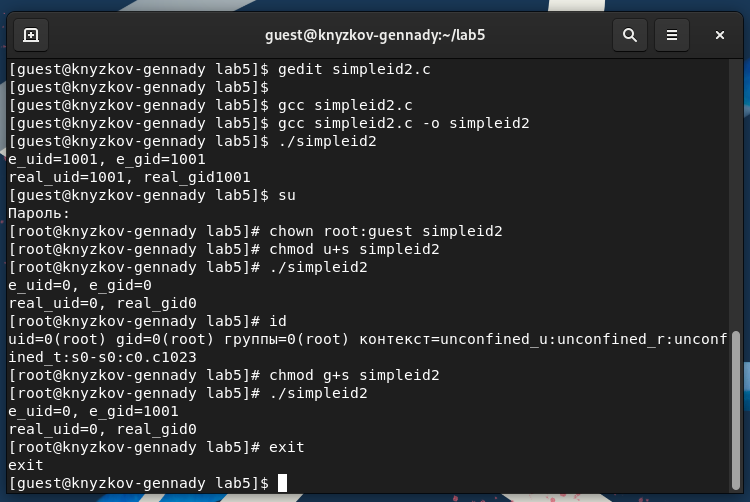 guest@knyzkov-gennady:~/lab5
[guest@knyzkov-gennady lab5]$ gedit simpleid2.c
[guest@knyzkov-gennady lab5]$
[guest@knyzkov-gennady lab5]$ gcc simpleid2.c
[guest@knyzkov-gennady lab5]$ gcc simpleid2.c -o simpleid2
[guest@knyzkov-gennady lab5]$ ./simpleid2
e_uid=1001, e_gid=1001
real_uid=1001, real_gid1001
[guest@knyzkov-gennady lab5]$ su
Пароль:
[root@knyzkov-gennady lab5]# chown root:guest simpleid2
[root@knyzkov-gennady lab5]# chmod u+s simpleid2
[root@knyzkov-gennady lab5]# ./simpleid2
e_uid=0, e_gid=0
real_uid=0, real_gid0
[root@knyzkov-gennady lab5]# id
uid=0(root) gid=0(root) группы=0(root) контекст=unconfined_u:unconfined_r:unconf
ined_t:s0-s0:c0.c1023
[root@knyzkov-gennady lab5]# chmod g+s simpleid2
[root@knyzkov-gennady lab5]# ./simpleid2
e_uid=0, e_gid=1001
real_uid=0, real_gid0
[root@knyzkov-gennady lab5]# exit
exit
[guest@knyzkov-gennady lab5]$